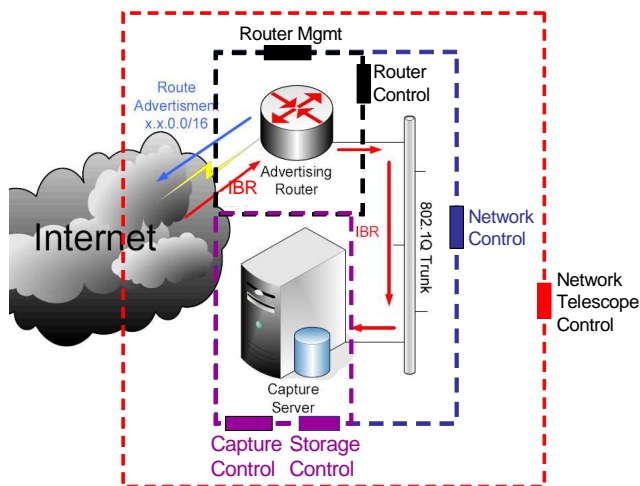 Router Mgmt
Router
Control
Route
Advertisment
x.x.0.0/16
Advertising
Router
IBR
Internet
IBR
802.1Q Trunk
Network
Control
Network
Telescope
Control
Capture
Server
Capture
Control
Storage
Control